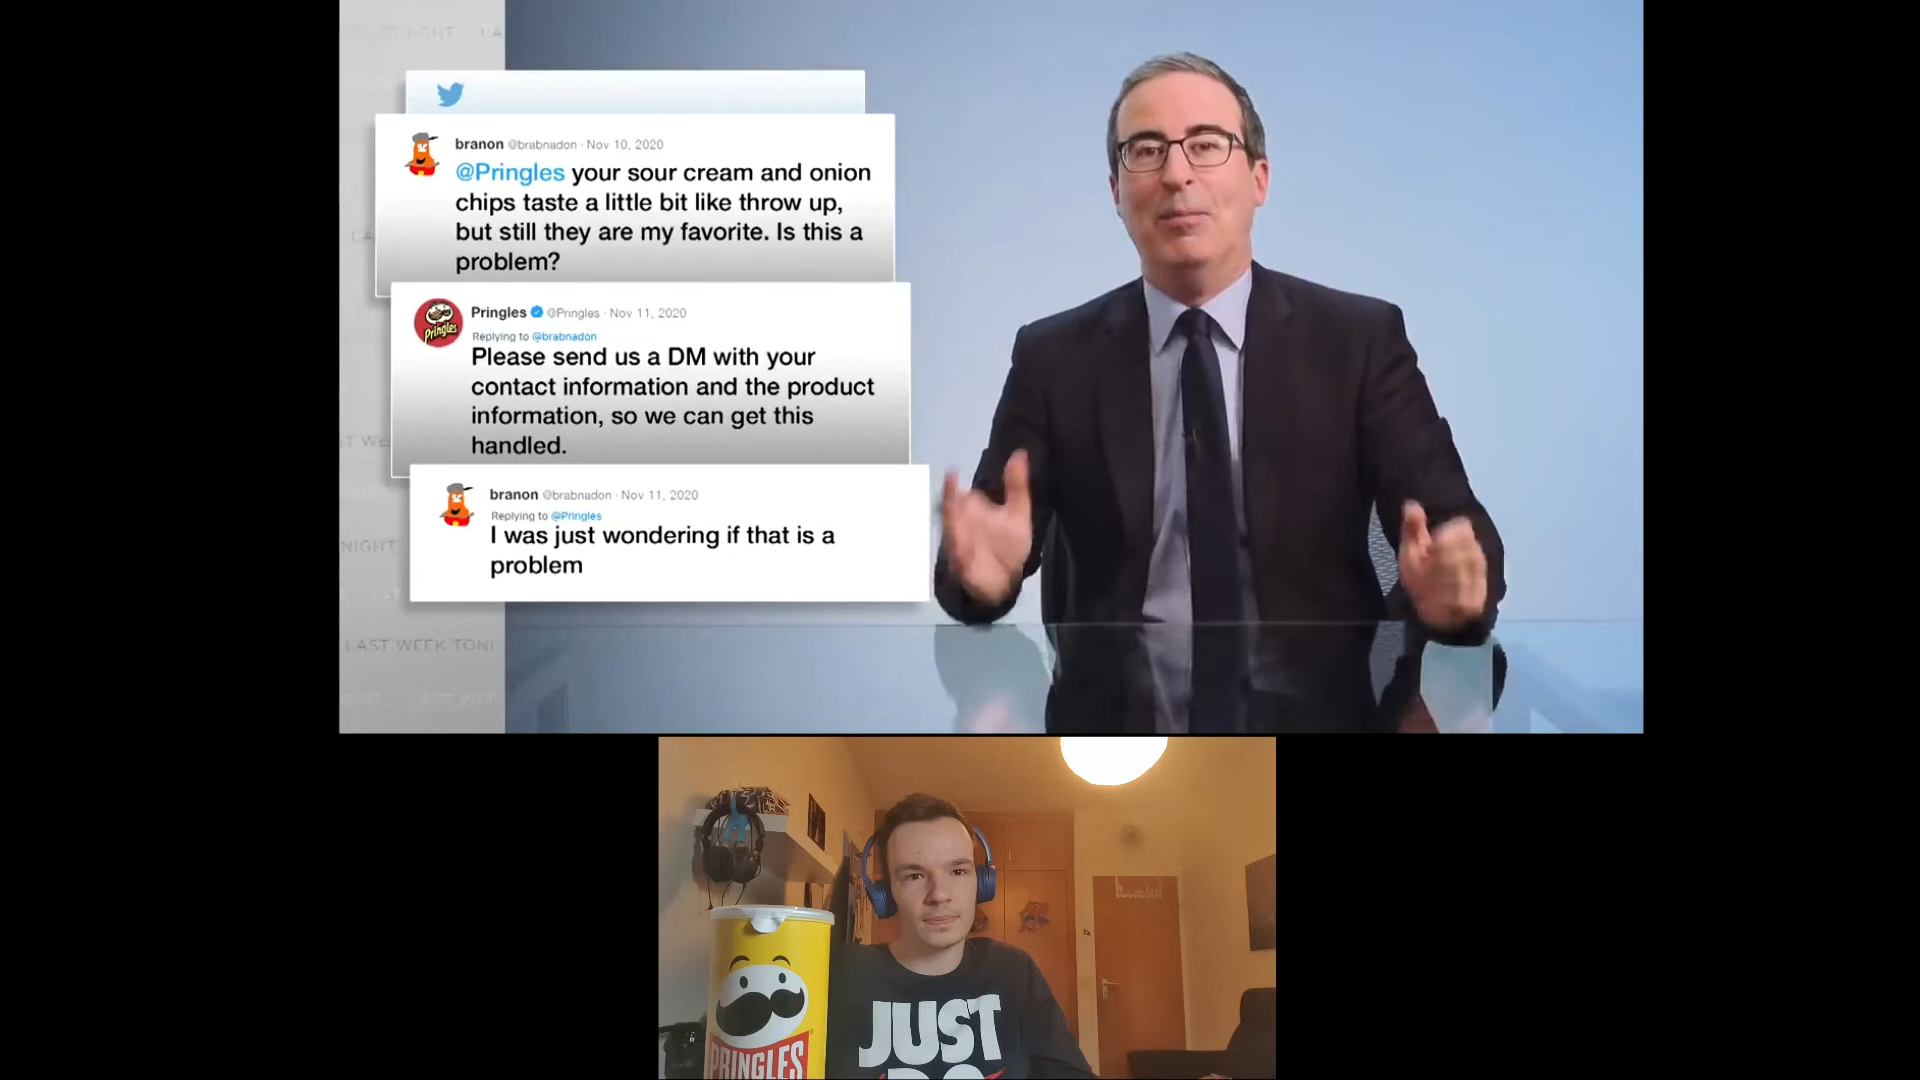 branon @brabnadon · Nov 10, 2020
@Pringles your sour cream and onion
chips taste a little bit like throw up,
but still they are my favorite. Is this a
problem?
Pringles @Pringles · Nov 11, 2020
Replying to @brabnadon
Please send us a DM with your
contact information and the product
information, so we can get this
handled.
Pringles
branon @brabnadon · Nov 11, 2020
Replying to @Pringles
I was just wondering if that is a
problem
NIGHT
LAST WEEK TONI
JUST
DO
PRINGLES